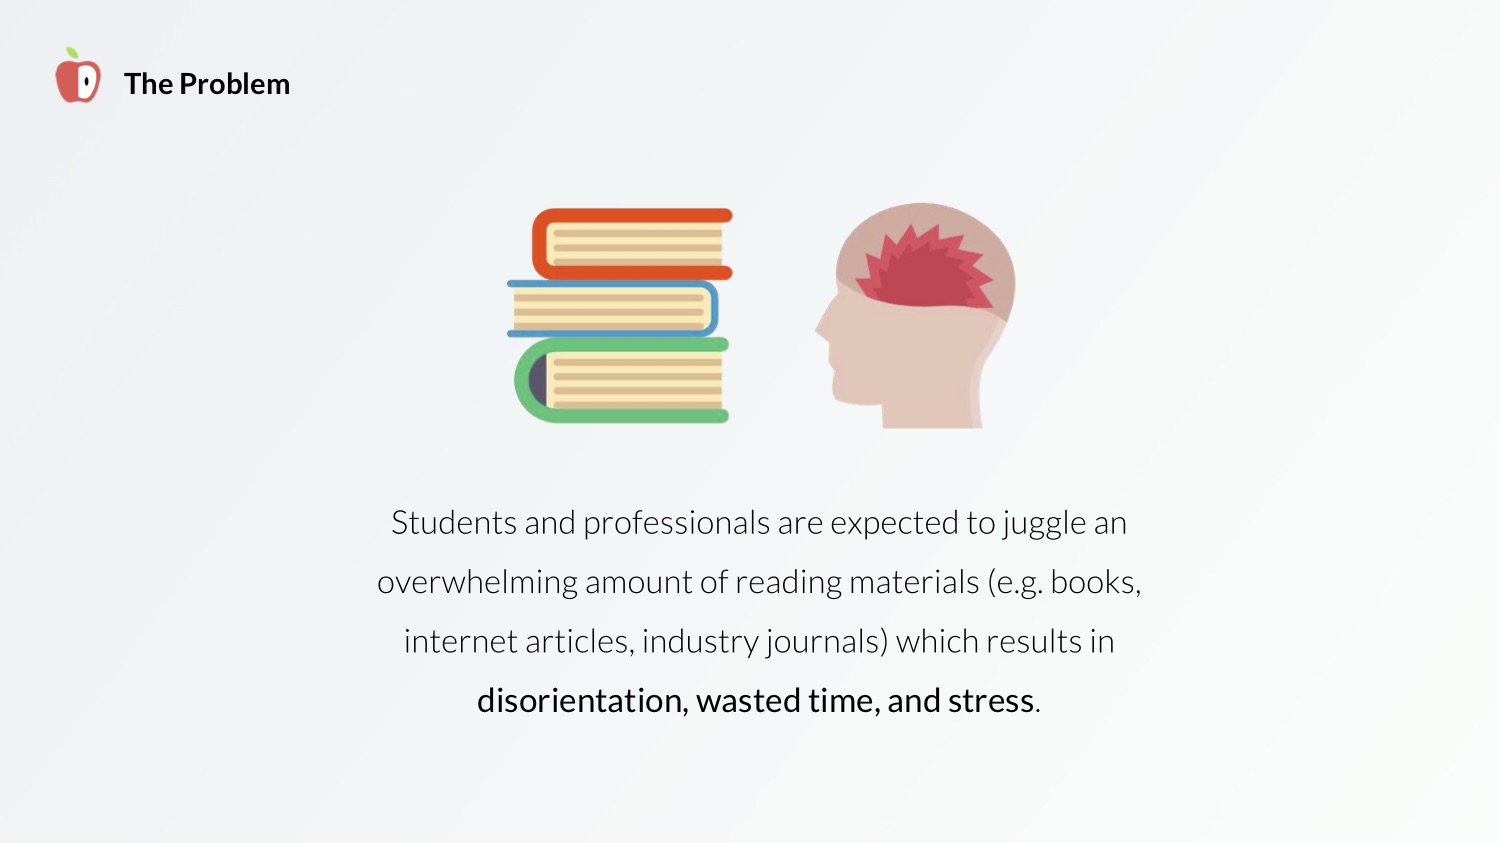 The Problem
Students and professionals are expected to juggle an
overwhelming amount of reading materials (e.g. books,
internet articles, industry journals) which results in
disorientation, wasted time, and stress.